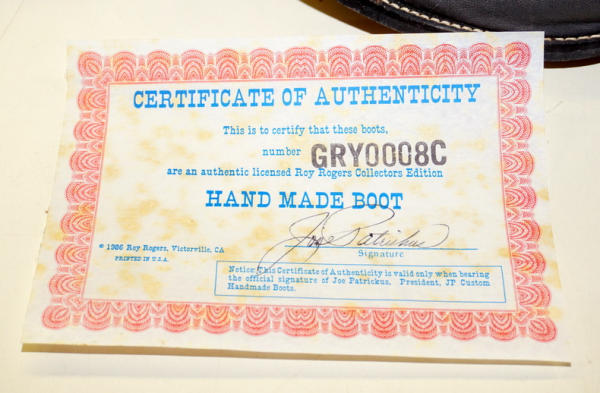 CERTIFICATE OF AUTHENTICITY
This is to certify that these boots,
number GRY0008C
are an authentic licensed Roy Rogers Collectors Edition
HAND MADE BOOT
Joe Patrickus
© 1986 Roy Rogers, Victorville, CA
PRINTED IN U.S.A.
Signature
Notice This Certificate of Authenticity is valid only when bearing
the official signature of Joe Patrickus. President, JP Custom
Handmade Boots.